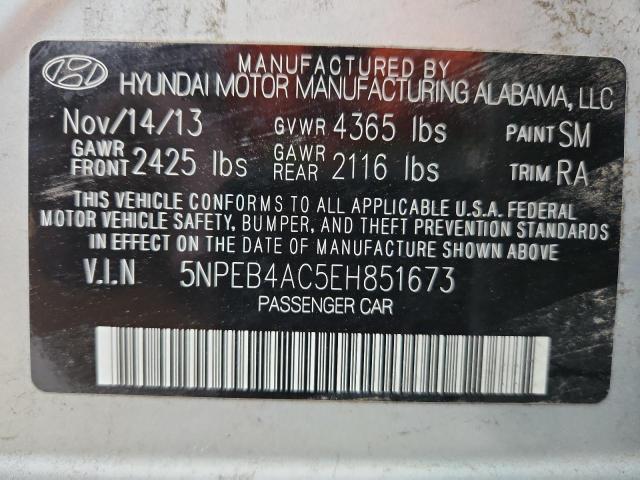 MANUFACTURED BY
HYUNDAI MOTOR MANUFACTURING ALABAMA, LLC
Nov/14/13 GVWR 4365 lbs PAINT SM
GAWR FRONT 2425 lbs GAWR REAR 2116 lbs TRIM RA
THIS VEHICLE CONFORMS TO ALL APPLICABLE U.S.A. FEDERAL
MOTOR VEHICLE SAFETY, BUMPER, AND THEFT PREVENTION STANDARDS
IN EFFECT ON THE DATE OF MANUFACTURE SHOWN ABOVE.
V.I.N 5NPEB4AC5EH851673
PASSENGER CAR